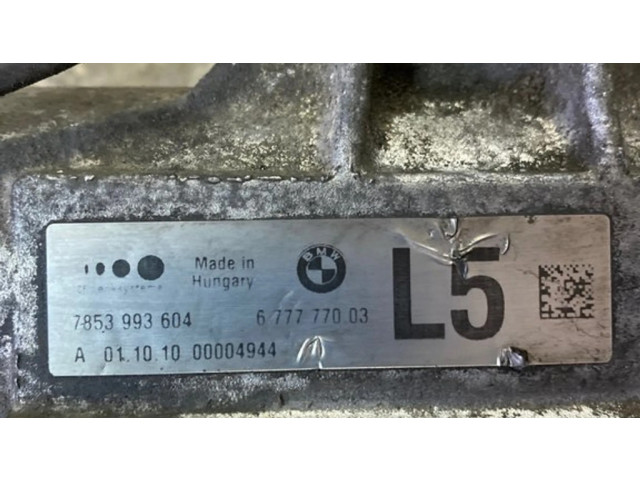 Made in
Hungary
BMW
L5
7853 993 604
6 777 770.03
A 01.10.10 00004944